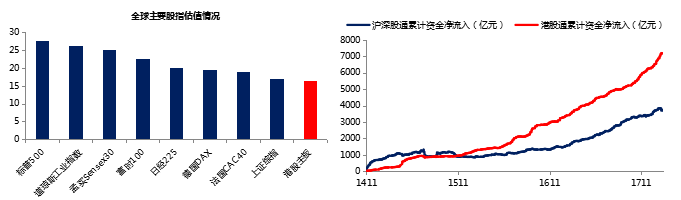 全球主要股指估值情况
30
25
20
15
10
5
0
标普500
道琼斯工业指数
孟买Sensex30
富时100
日经225
德国DAX
法国CAC40
上证综指
港股主板
沪深股通累计资金净流入（亿元）
港股通累计资金净流入（亿元）
8000
7000
6000
5000
4000
3000
2000
1000
0
1411
1511
1611
1711